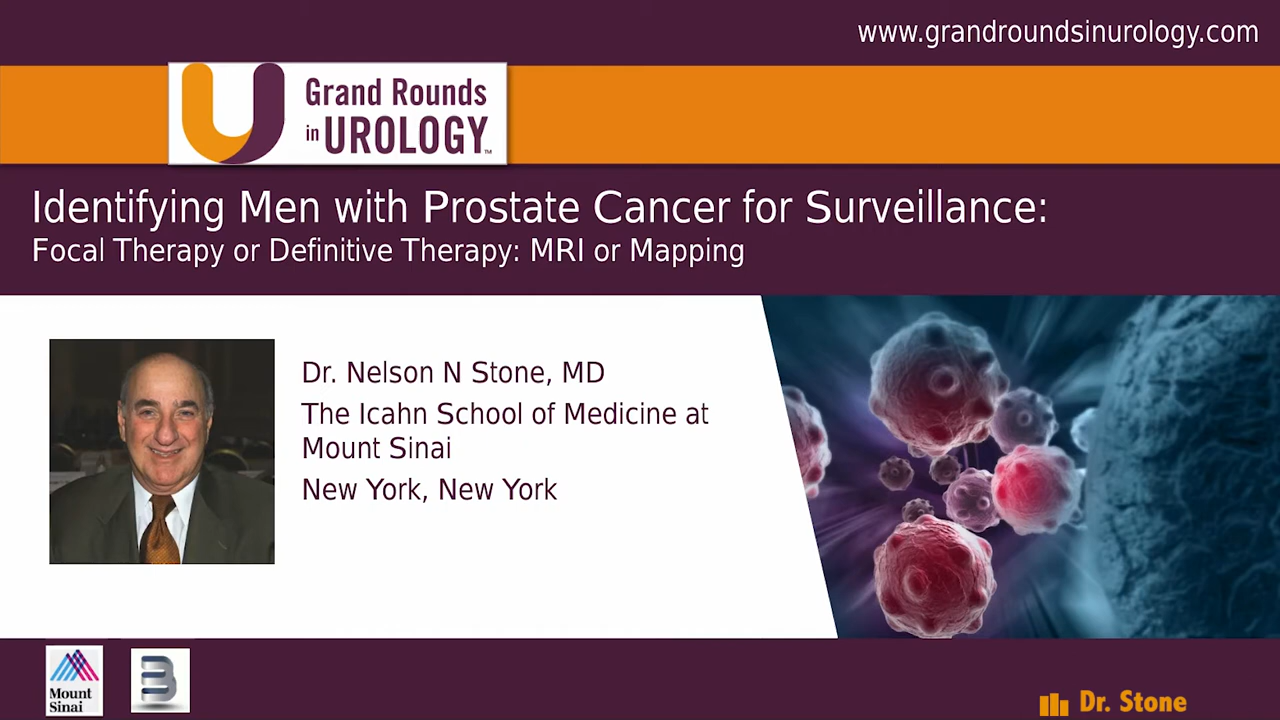 www.grandroundsinurology.com
Grand Rounds
in UROLOGY™
Identifying Men with Prostate Cancer for Surveillance:
Focal Therapy or Definitive Therapy: MRI or Mapping
Dr. Nelson N Stone, MD
The Icahn School of Medicine at
Mount Sinai
New York, New York
Mount
Sinai
Dr. Stone